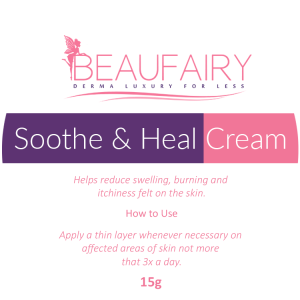 BEAUFAIRY
DERMA LUXURY FOR LESS
Soothe & Heal Cream
Helps reduce swelling, burning and
itchiness felt on the skin.
How to Use
Apply a thin layer whenever necessary on
affected areas of skin not more
that 3x a day.
15g